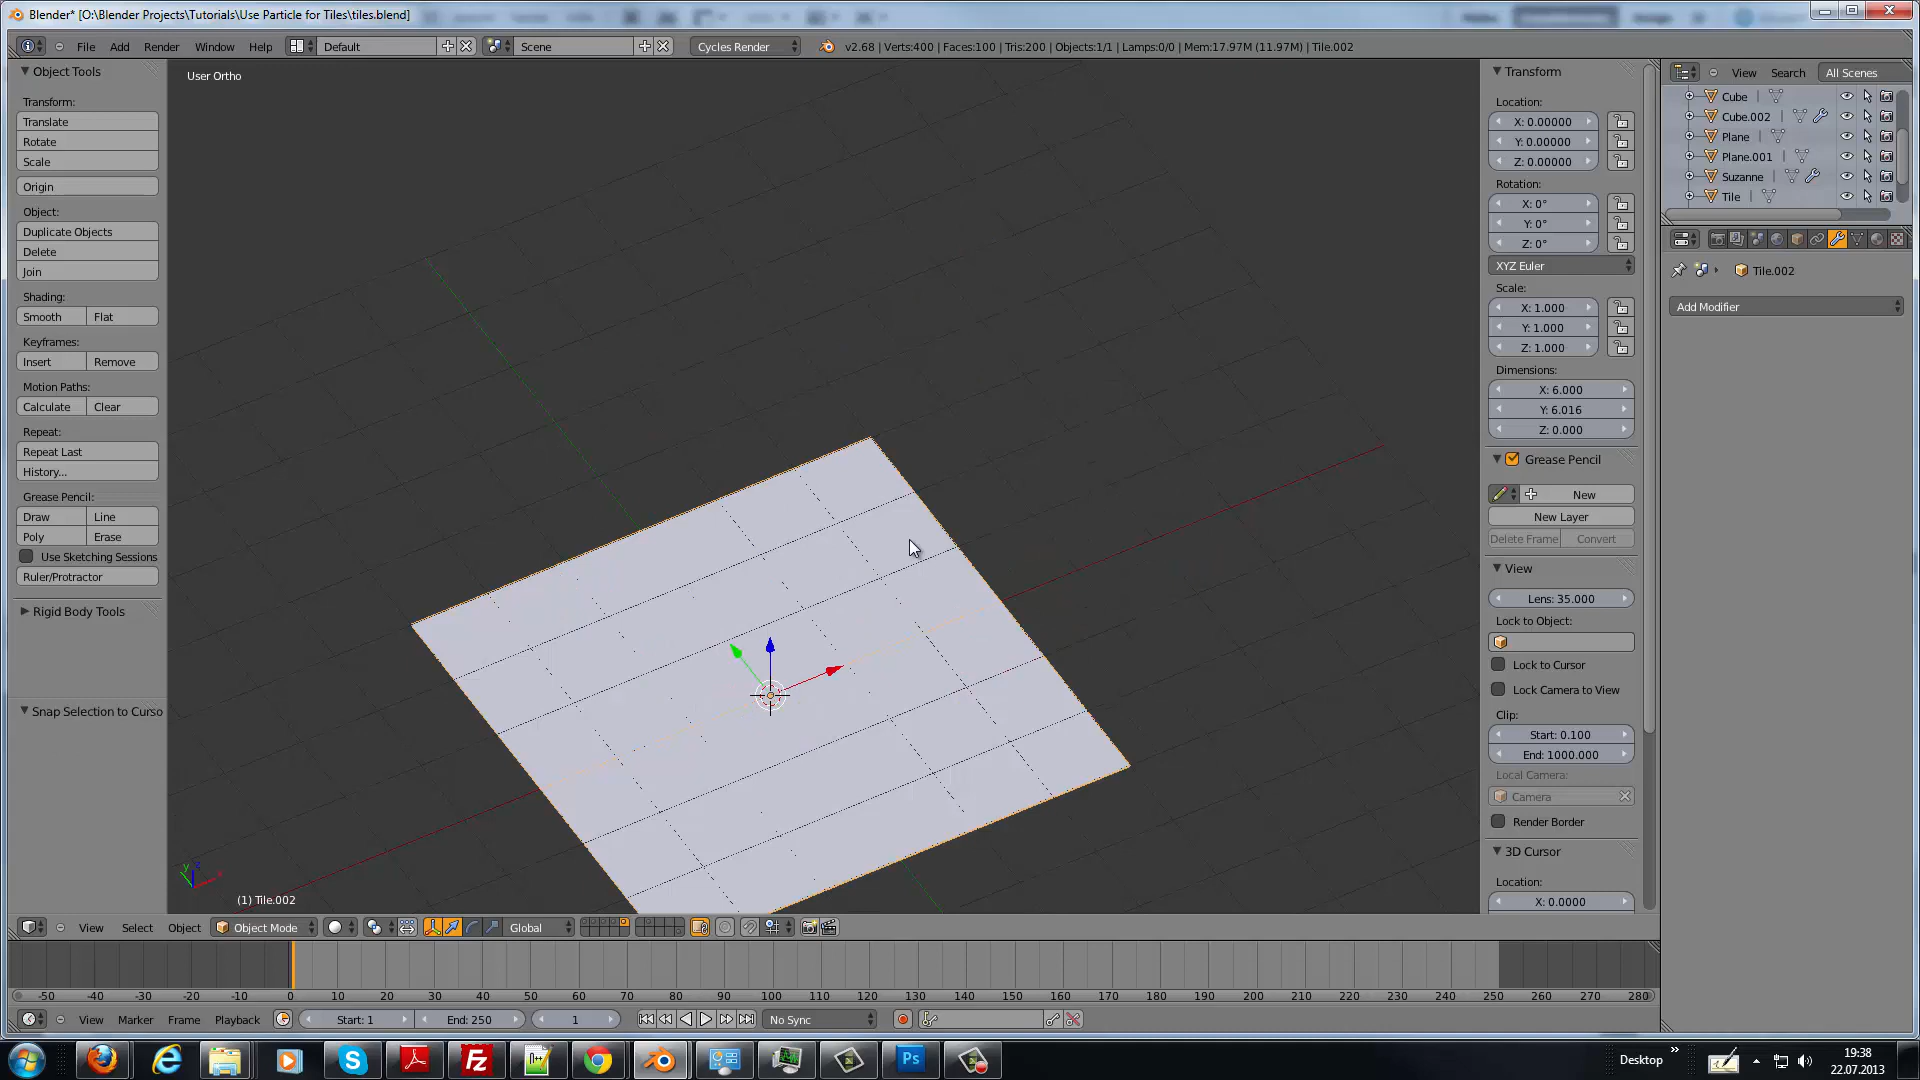 Blender* [O:\Blender Projects\Tutorials\Use Particle for Tiles\tiles.blend]
File Add Render Window Help Default Scene Cycles Render v2.68 | Verts:400 | Faces:100 | Tris:200 | Objects:1/1 | Lamps:0/0 | Mem:17.97M (11.97M) | Tile.002
Object Tools
Transform:
Translate
Rotate
Scale
Origin
Object:
Duplicate Objects
Delete
Join
Shading:
Smooth Flat
Keyframes:
Insert Remove
Motion Paths:
Calculate Clear
Repeat:
Repeat Last
History...
Grease Pencil:
Draw Line
Poly Erase
Use Sketching Sessions
Ruler/Protractor
Rigid Body Tools
Snap Selection to Curso
User Ortho
(1) Tile.002
Transform
Location:
X: 0.00000
Y: 0.00000
Z: 0.00000
Rotation:
X: 0°
Y: 0°
Z: 0°
XYZ Euler
Scale:
X: 1.000
Y: 1.000
Z: 1.000
Dimensions:
X: 6.000
Y: 6.016
Z: 0.000
Grease Pencil
New
New Layer
Delete Frame Convert
View
Lens: 35.000
Lock to Object:
Lock to Cursor
Lock Camera to View
Clip:
Start: 0.100
End: 1000.000
Local Camera:
Camera
Render Border
3D Cursor
Location:
X: 0.0000
View Search All Scenes
Cube
Cube.002
Plane
Plane.001
Suzanne
Tile
Tile.002
Add Modifier
View Select Object Object Mode Global
-50 -40 -30 -20 -10 0 10 20 30 40 50 60 70 80 90 100 110 120 130 140 150 160 170 180 190 200 210 220 230 240 250 260 270 280
View Marker Frame Playback Start: 1 End: 250 1 No Sync
Desktop
19:38
22.07.2013